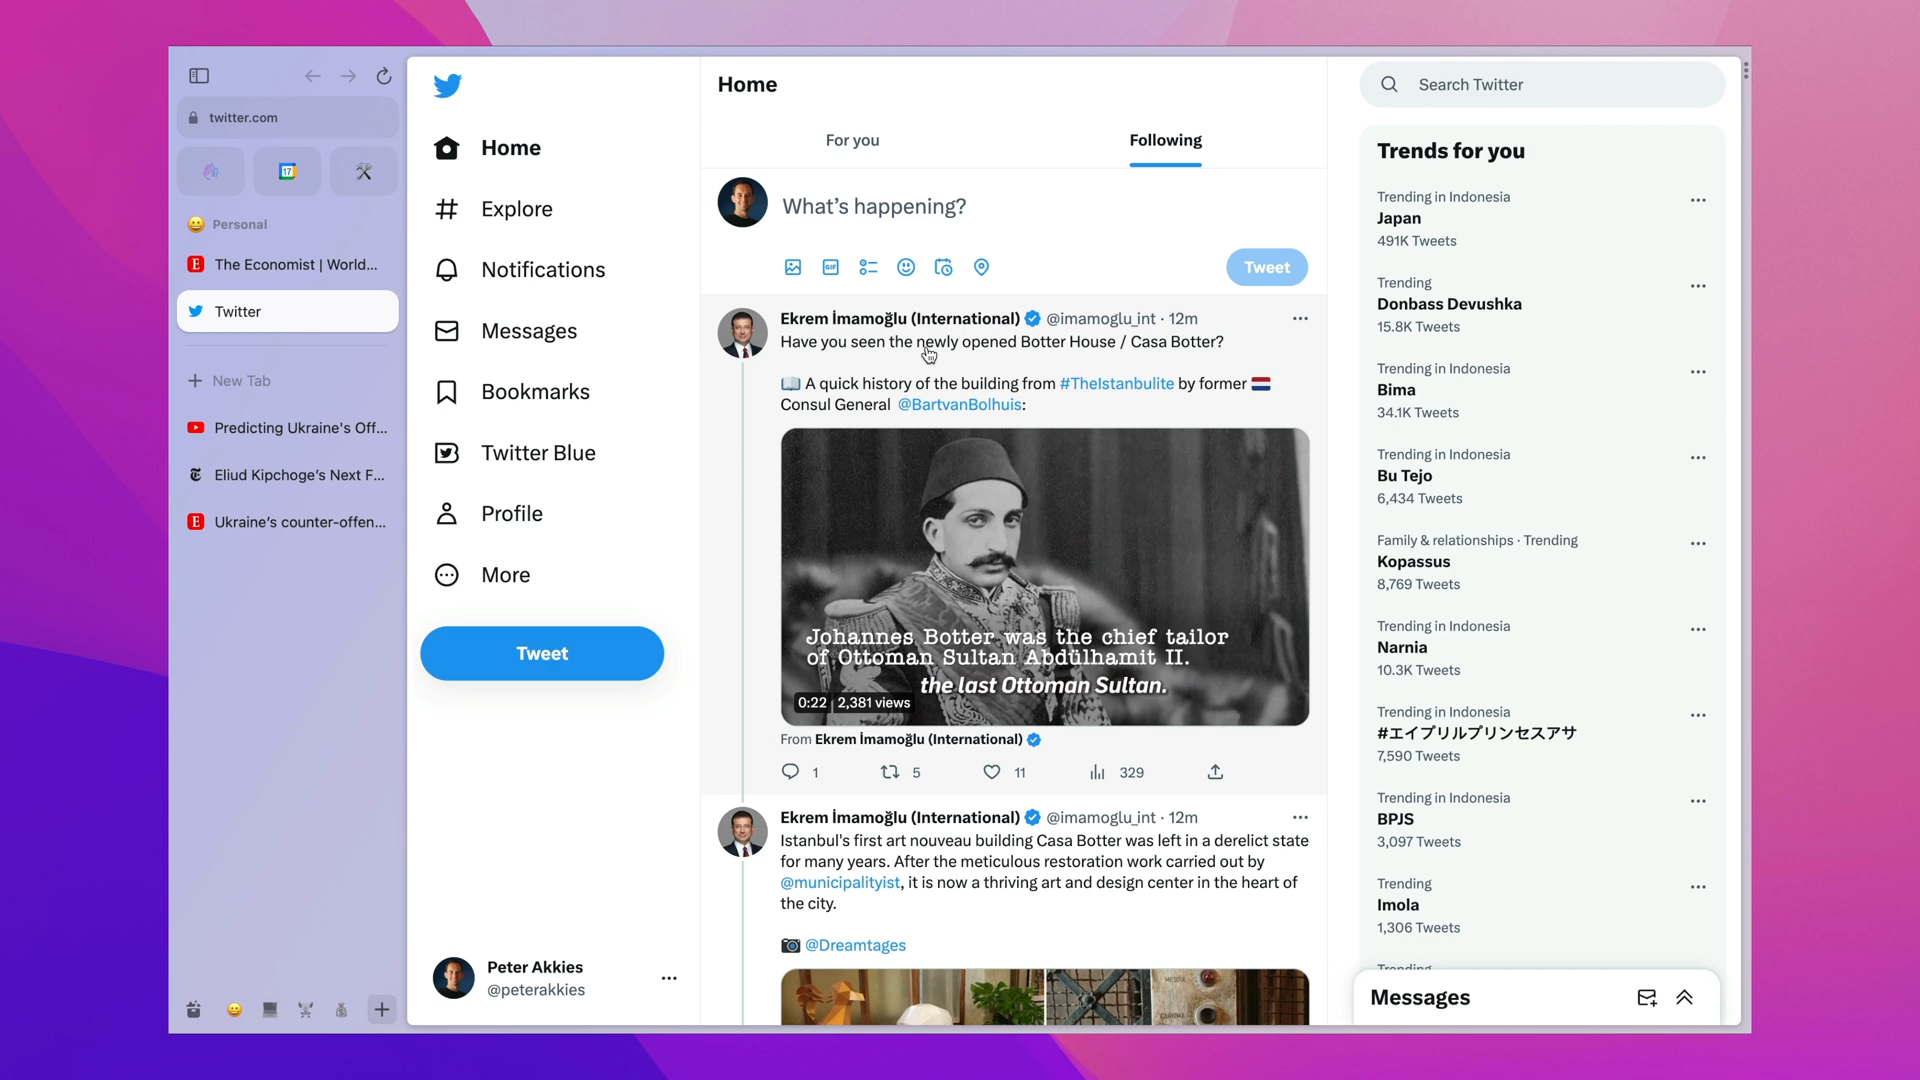 twitter.com
17
Personal
The Economist | World...
Twitter
New Tab
Predicting Ukraine's Off...
Eliud Kipchoge's Next F...
Ukraine's counter-offen...
Home
Explore
Notifications
Messages
Bookmarks
Twitter Blue
Profile
More
Tweet
Peter Akkies
@peterakkies
Home
For you
Following
What's happening?
GIF
Tweet
Ekrem İmamoğlu (International) @imamoglu_int · 12m
Have you seen the newly opened Botter House / Casa Botter?
A quick history of the building from #TheIstanbulite by former
Consul General @BartvanBolhuis:
Johannes Botter was the chief tailor
of Ottoman Sultan Abdülhamit II.
the last Ottoman Sultan.
0:22 2,381 views
From Ekrem İmamoğlu (International)
1 5 11 329
Ekrem İmamoğlu (International) @imamoglu_int · 12m
Istanbul's first art nouveau building Casa Botter was left in a derelict state
for many years. After the meticulous restoration work carried out by
@municipalityist, it is now a thriving art and design center in the heart of
the city.
@Dreamtages
Search Twitter
Trends for you
Trending in Indonesia
Japan
491K Tweets
Trending
Donbass Devushka
15.8K Tweets
Trending in Indonesia
Bima
34.1K Tweets
Trending in Indonesia
Bu Tejo
6,434 Tweets
Family & relationships · Trending
Kopassus
8,769 Tweets
Trending in Indonesia
Narnia
10.3K Tweets
Trending in Indonesia
#エイプリルプリンセスアサ
7,590 Tweets
Trending in Indonesia
BPJS
3,097 Tweets
Trending
Imola
1,306 Tweets
Trending
Messages